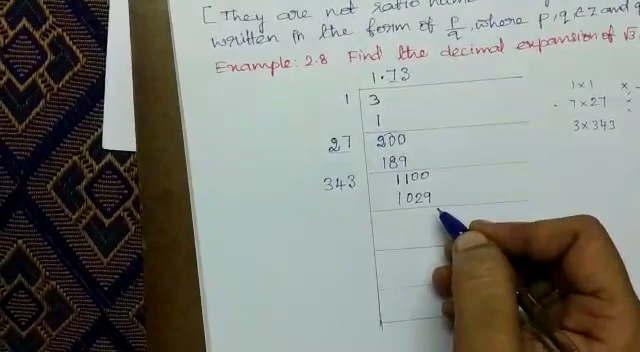 [ They are not ratio
written in the form of p/q, where p, q ∈ Z and q
Example: 2.8 Find the decimal expansion of √3.
1.73
1 3 1×1 ×
1 7×27
27 200 3×343
189
343 1100
1029